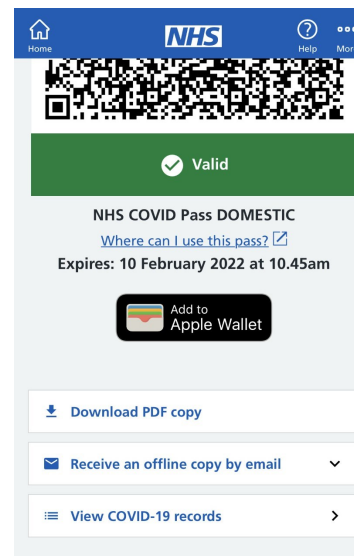 NHS
Home
Help
Valid
NHS COVID Pass DOMESTIC
Where can I use this pass?
Expires: 10 February 2022 at 10.45am
Add to
Apple Wallet
Download PDF copy
Receive an offline copy by email
View COVID-19 records